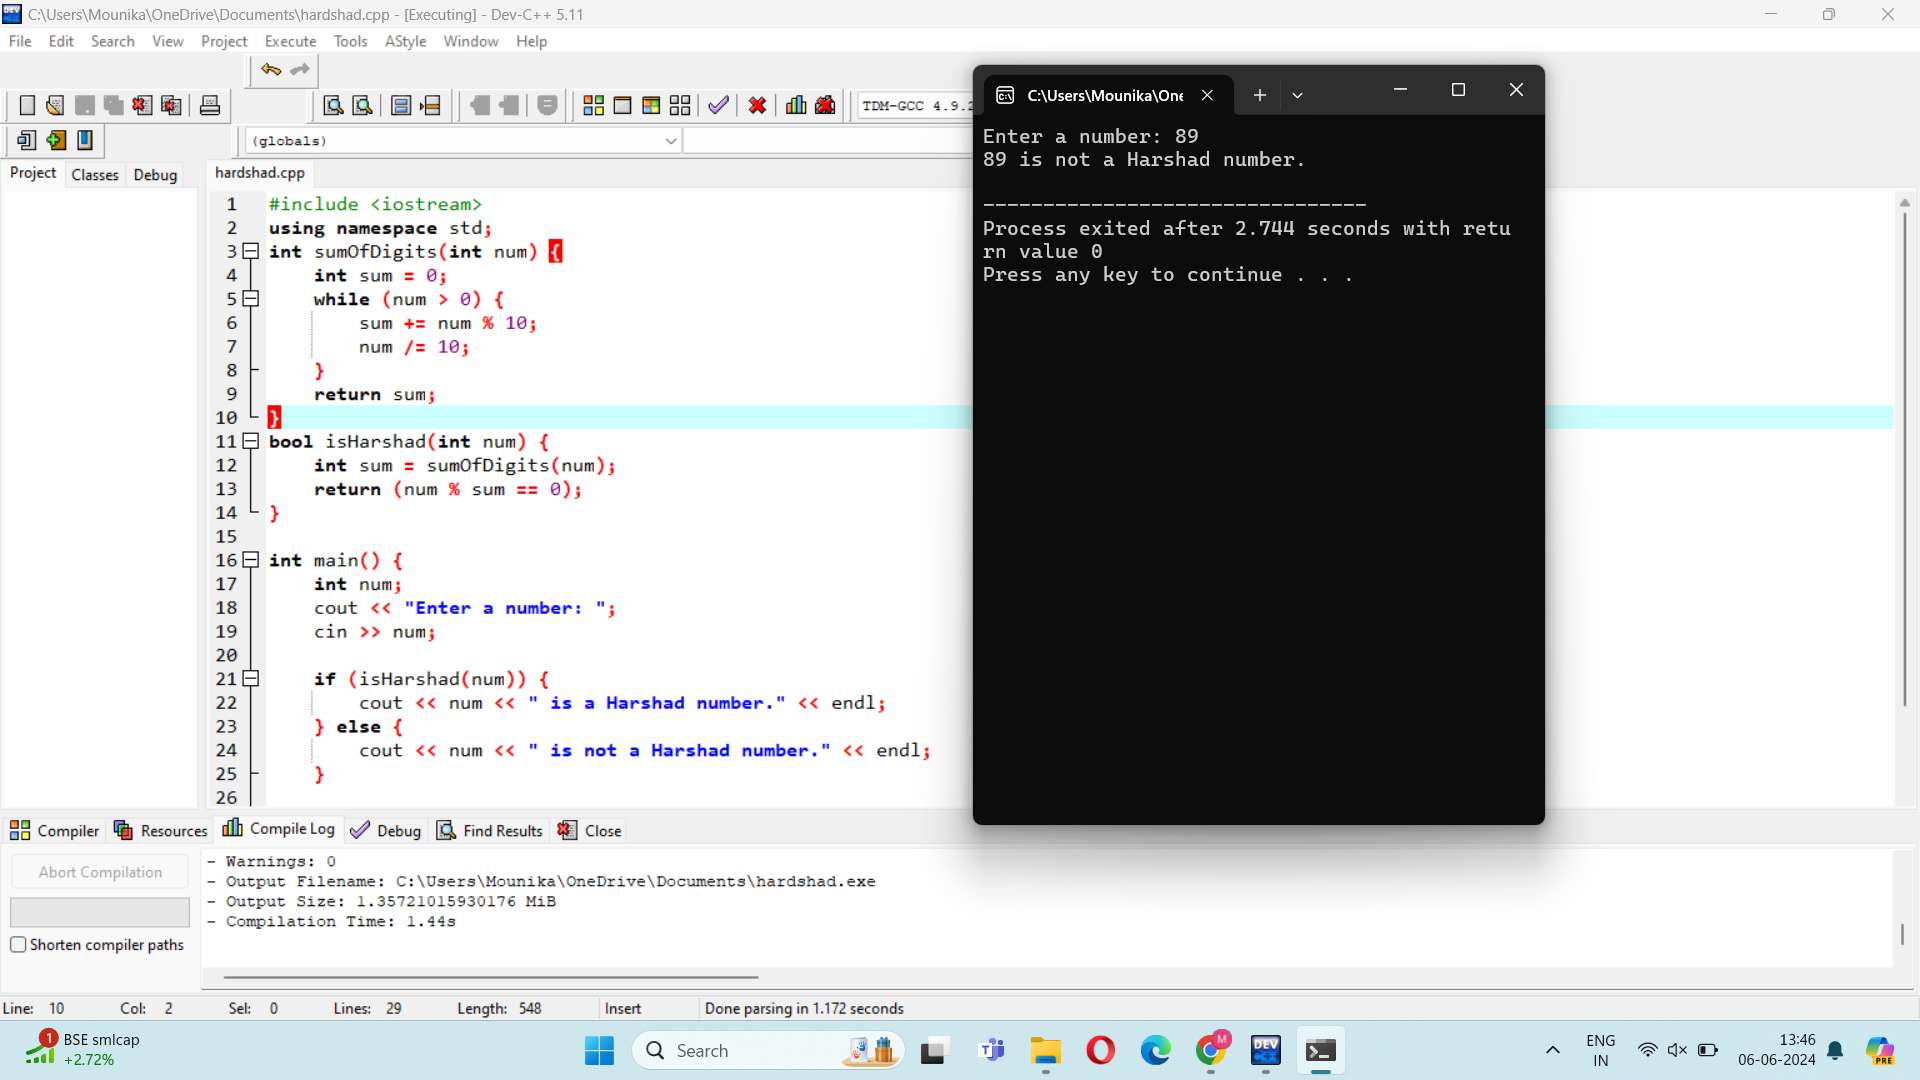 C:\Users\Mounika\OneDrive\Documents\hardshad.cpp - [Executing] - Dev-C++ 5.11
File Edit Search View Project Execute Tools AStyle Window Help
TDM-GCC 4.9.2
(globals)
Project Classes Debug
hardshad.cpp
1 #include <iostream>
2 using namespace std;
3 int sumOfDigits(int num) {
4 int sum = 0;
5 while (num > 0) {
6 sum += num % 10;
7 num /= 10;
8 }
9 return sum;
10 }
11 bool isHarshad(int num) {
12 int sum = sumOfDigits(num);
13 return (num % sum == 0);
14 }
15
16 int main() {
17 int num;
18 cout << "Enter a number: ";
19 cin >> num;
20
21 if (isHarshad(num)) {
22 cout << num << " is a Harshad number." << endl;
23 } else {
24 cout << num << " is not a Harshad number." << endl;
25 }
26
C:\Users\Mounika\One
Enter a number: 89
89 is not a Harshad number.
--------------------------------
Process exited after 2.744 seconds with retu
rn value 0
Press any key to continue . . .
Compiler Resources Compile Log Debug Find Results Close
Abort Compilation
Shorten compiler paths
- Warnings: 0
- Output Filename: C:\Users\Mounika\OneDrive\Documents\hardshad.exe
- Output Size: 1.35721015930176 MiB
- Compilation Time: 1.44s
Line: 10 Col: 2 Sel: 0 Lines: 29 Length: 548 Insert Done parsing in 1.172 seconds
1
BSE smlcap
+2.72%
Search
M
DEV
C++
ENG
IN
13:46
06-06-2024
PRE